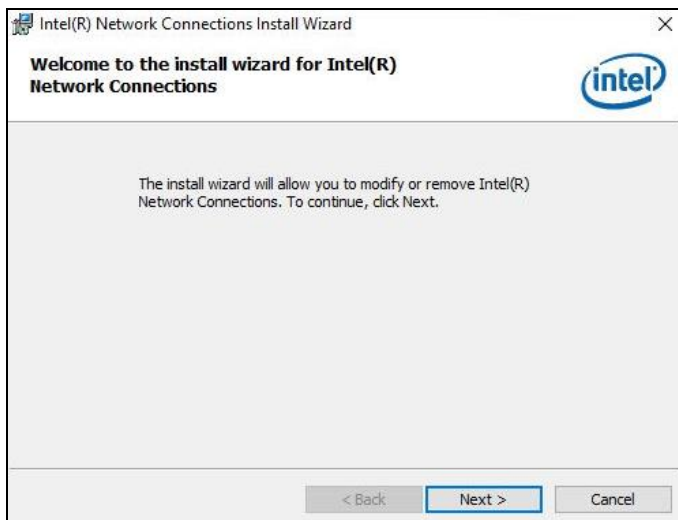 Intel(R) Network Connections Install Wizard
Welcome to the install wizard for Intel(R)
Network Connections
intel
The install wizard will allow you to modify or remove Intel(R)
Network Connections. To continue, click Next.
< Back
Next >
Cancel